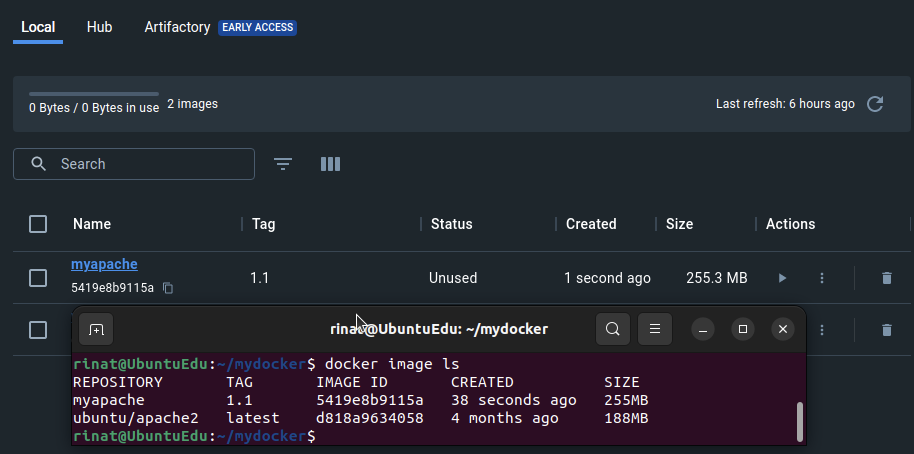 Local Hub Artifactory EARLY ACCESS
0 Bytes / 0 Bytes in use 2 images Last refresh: 6 hours ago
Search
Name Tag Status Created Size Actions
myapache 1.1 Unused 1 second ago 255.3 MB
5419e8b9115a
rinat@UbuntuEdu: ~/mydocker
rinat@UbuntuEdu:~/mydocker$ docker image ls
REPOSITORY TAG IMAGE ID CREATED SIZE
myapache 1.1 5419e8b9115a 38 seconds ago 255MB
ubuntu/apache2 latest d818a9634058 4 months ago 188MB
rinat@UbuntuEdu:~/mydocker$